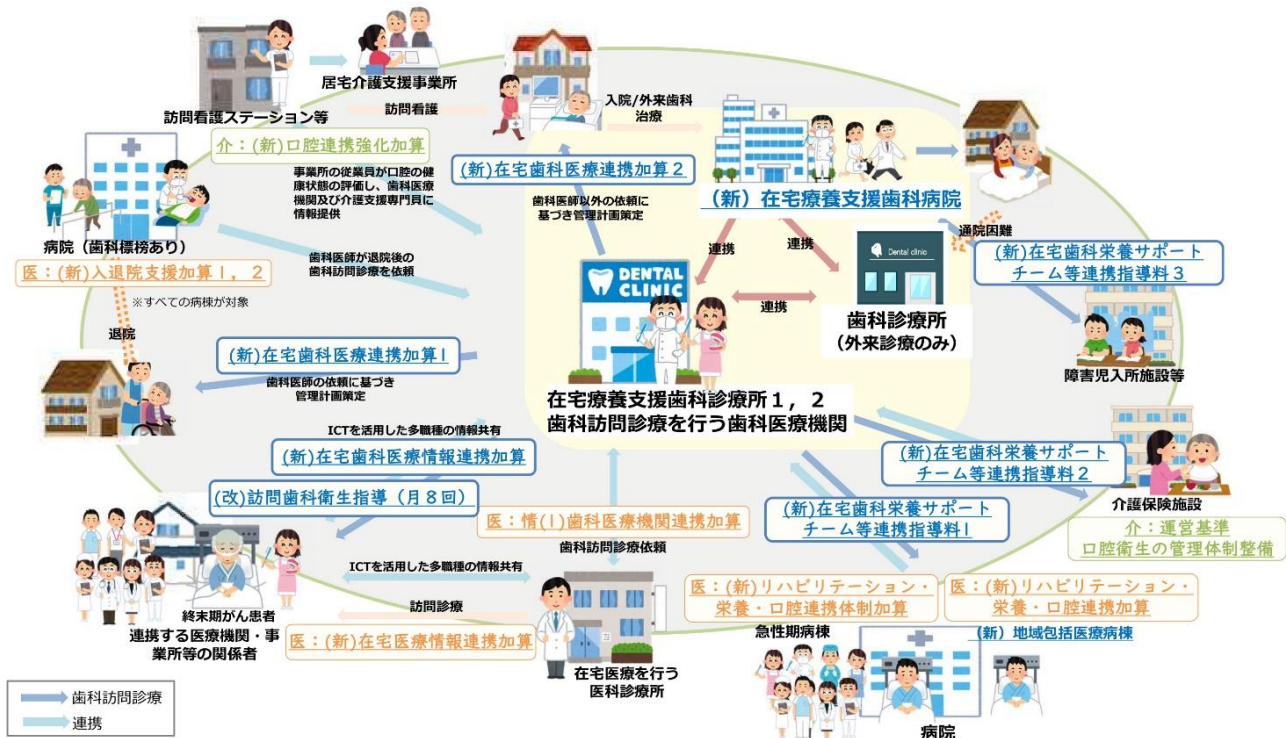 居宅介護支援事業所
訪問看護ステーション等
訪問看護
介：(新)口腔連携強化加算
事業所の従業員が口腔の健
康状態の評価し、歯科医療
機関及び介護支援専門員に
情報提供
入院/外来歯科
治療
(新)在宅歯科医療連携加算２
歯科医師以外の依頼に
基づき管理計画策定
（新）在宅療養支援歯科病院
病院（歯科標榜あり）
医：(新)入退院支援加算１，２
※すべての病棟が対象
退院
歯科医師が退院後の
歯科訪問診療を依頼
連携
連携
連携
通院困難
Dental clinic
歯科診療所
（外来診療のみ）
(新)在宅歯科栄養サポート
チーム等連携指導料３
障害児入所施設等
DENTAL
CLINIC
(新)在宅歯科医療連携加算１
歯科医師の依頼に基づき
管理計画策定
在宅療養支援歯科診療所１，２
歯科訪問診療を行う歯科医療機関
ICTを活用した多職種の情報共有
(新)在宅歯科医療情報連携加算
(改)訪問歯科衛生指導（月８回）
(新)在宅歯科栄養サポート
チーム等連携指導料２
介護保険施設
介：運営基準
口腔衛生の管理体制整備
医：情(１)歯科医療機関連携加算
歯科訪問診療依頼
(新)在宅歯科栄養サポート
チーム等連携指導料１
ICTを活用した多職種の情報共有
訪問診療
終末期がん患者
連携する医療機関・事
業所等の関係者
医：(新)在宅医療情報連携加算
在宅医療を行う
医科診療所
医：(新)リハビリテーション・
栄養・口腔連携体制加算
急性期病棟
医：(新)リハビリテーション・
栄養・口腔連携加算
（新）地域包括医療病棟
病院
歯科訪問診療
連携